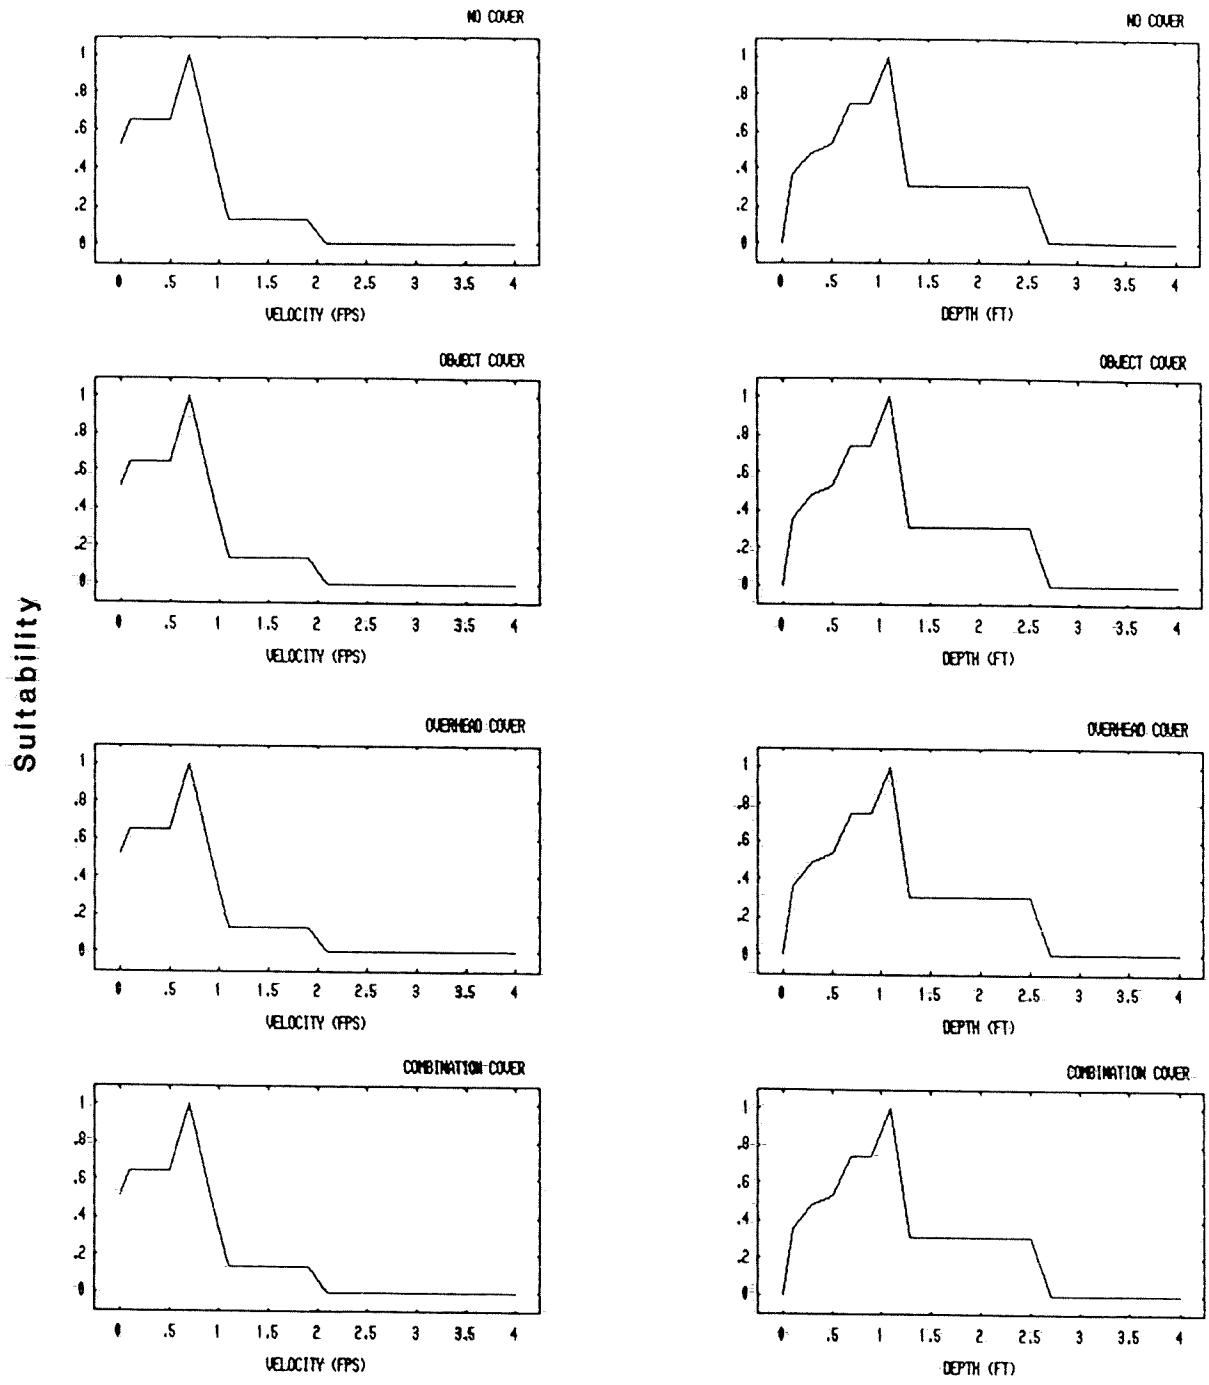 NO COVER
1
.8
.6
.4
.2
0
0 .5 1 1.5 2 2.5 3 3.5 4
VELOCITY (FPS)
NO COVER
1
.8
.6
.4
.2
0
0 .5 1 1.5 2 2.5 3 3.5 4
DEPTH (FT)
OBJECT COVER
1
.8
.6
.4
.2
0
0 .5 1 1.5 2 2.5 3 3.5 4
VELOCITY (FPS)
OBJECT COVER
1
.8
.6
.4
.2
0
0 .5 1 1.5 2 2.5 3 3.5 4
DEPTH (FT)
Suitability
OVERHEAD COVER
1
.8
.6
.4
.2
0
0 .5 1 1.5 2 2.5 3 3.5 4
VELOCITY (FPS)
OVERHEAD COVER
1
.8
.6
.4
.2
0
0 .5 1 1.5 2 2.5 3 3.5 4
DEPTH (FT)
COMBINATION COVER
1
.8
.6
.4
.2
0
0 .5 1 1.5 2 2.5 3 3.5 4
VELOCITY (FPS)
COMBINATION COVER
1
.8
.6
.4
.2
0
0 .5 1 1.5 2 2.5 3 3.5 4
DEPTH (FT)